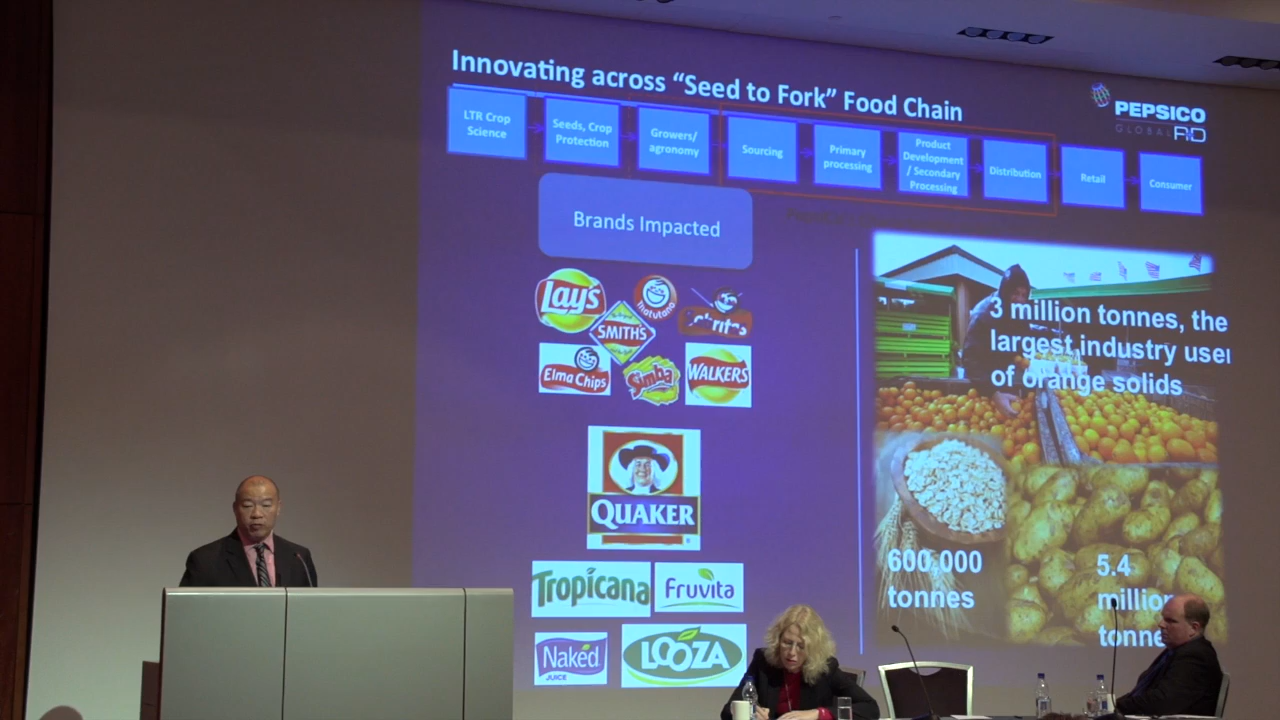 Innovating across “Seed to Fork” Food Chain
PEPSICO
GLOBAL R&D
LTR Crop
Science
Seeds, Crop
Protection
Growers/
agronomy
Sourcing
Primary
processing
Product
Development
/ Secondary
Processing
Distribution
Retail
Consumer
Brands Impacted
Lay's
Matutano
SMITH'S
Sabritas
Elma Chips
Simba
WALKERS
QUAKER
Tropicana
Fruvita
Naked
JUICE
LOOZA
3 million tonnes, the
largest industry user
of orange solids
600,000
tonnes
5.4
million
tonne